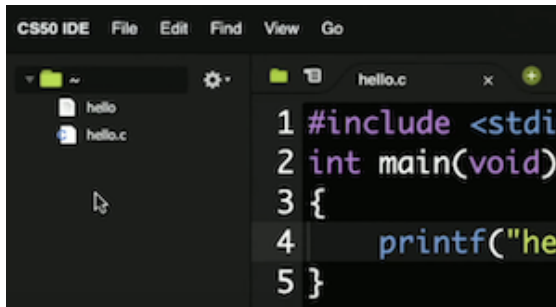 CS50 IDE File Edit Find View Go
~
hello.c
hello
hello.c
1 #include <stdi
2 int main(void)
3 {
4 printf("he
5 }